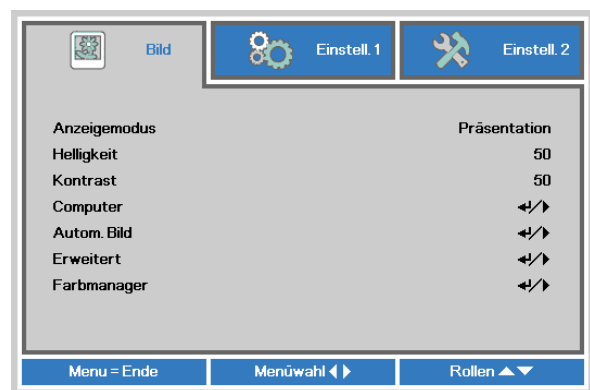 Bild
Einstell. 1
Einstell. 2
Anzeigemodus Präsentation
Helligkeit 50
Kontrast 50
Computer ↵/▶
Autom. Bild ↵/▶
Erweitert ↵/▶
Farbmanager ↵/▶
Menu = Ende
Menüwahl ◀ ▶
Rollen ▲▼